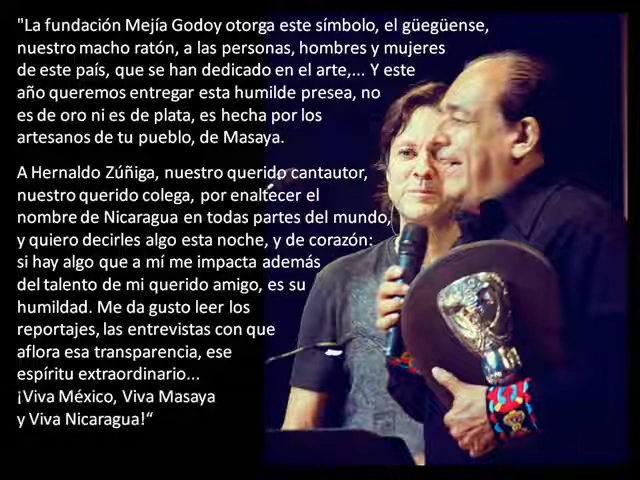 "La fundación Mejía Godoy otorga este símbolo, el güegüense,
nuestro macho ratón, a las personas, hombres y mujeres
de este país, que se han dedicado en el arte,... Y este
año queremos entregar esta humilde presea, no
es de oro ni es de plata, es hecha por los
artesanos de tu pueblo, de Masaya.
A Hernaldo Zúñiga, nuestro querido cantautor,
nuestro querido colega, por enaltecer el
nombre de Nicaragua en todas partes del mundo,
y quiero decirles algo esta noche, y de corazón:
si hay algo que a mí me impacta además
del talento de mi querido amigo, es su
humildad. Me da gusto leer los
reportajes, las entrevistas con que
aflora esa transparencia, ese
espíritu extraordinario...
¡Viva México, Viva Masaya
y Viva Nicaragua!“